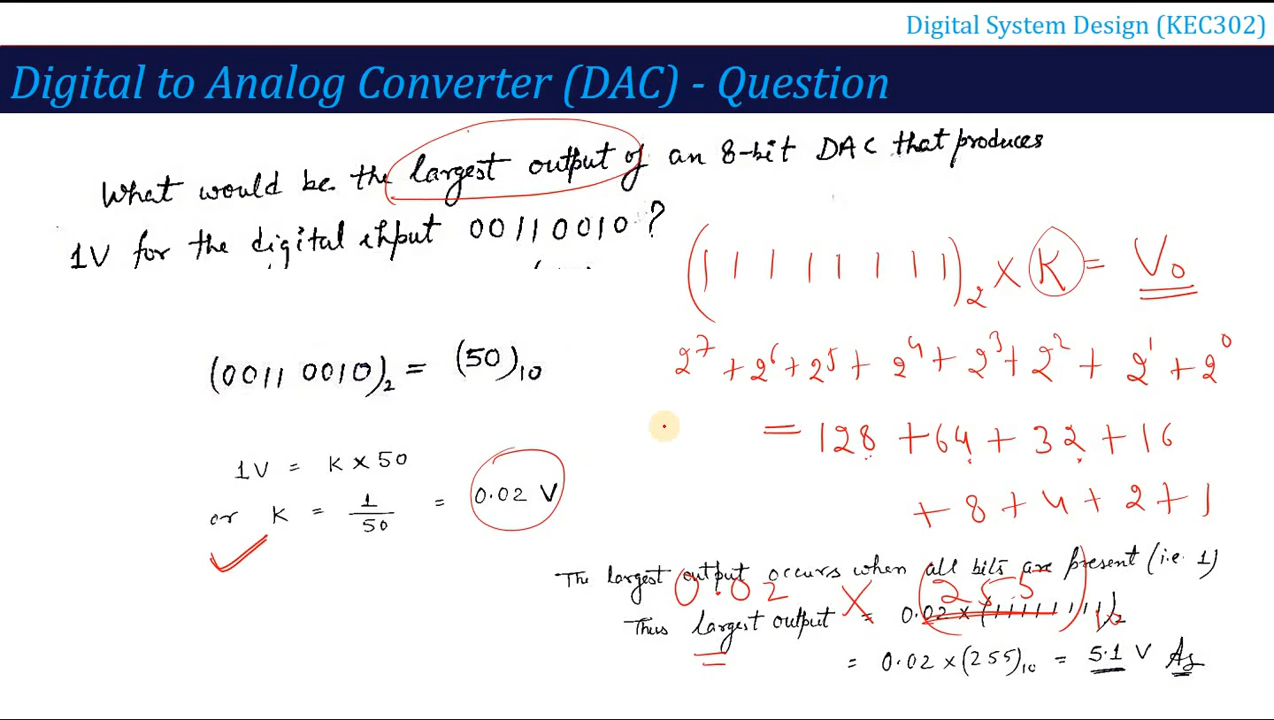 Digital System Design (KEC302)
Digital to Analog Converter (DAC) - Question
What would be the largest output of an 8-bit DAC that produces
1V for the digital input 00110010?
(11111111)₂ × K = V₀
(0011 0010)₂ = (50)₁₀
2⁷ + 2⁶ + 2⁵ + 2⁴ + 2³ + 2² + 2¹ + 2⁰
= 128 + 64 + 32 + 16
+ 8 + 4 + 2 + 1
1V = K × 50
or K = 1/50 = 0.02 V
The largest output occurs when all bits are present (i.e. 1)
0.02 × (255)₁₀
Thus largest output = 0.02 × (11111111)₂
= 0.02 × (255)₁₀ = 5.1 V